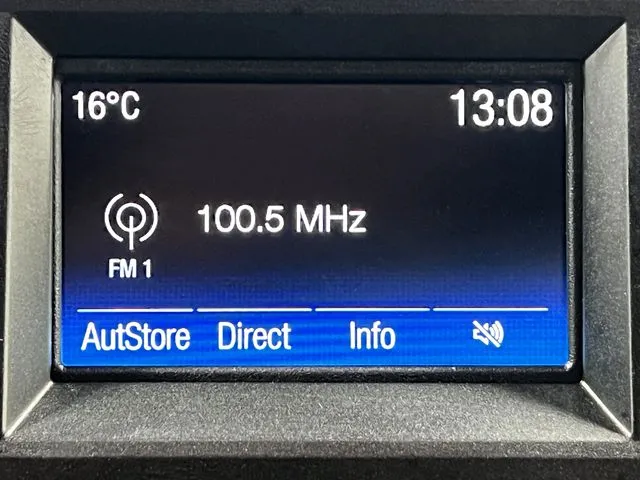 16°C 13:08
100.5 MHz
FM 1
AutStore Direct Info